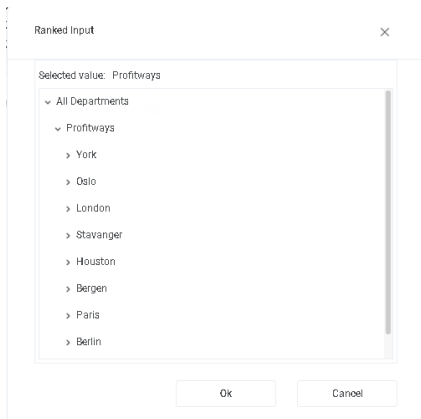 Ranked Input
Selected value: Profitways
All Departments
Profitways
York
Oslo
London
Stavanger
Houston
Bergen
Paris
Berlin
Ok
Cancel